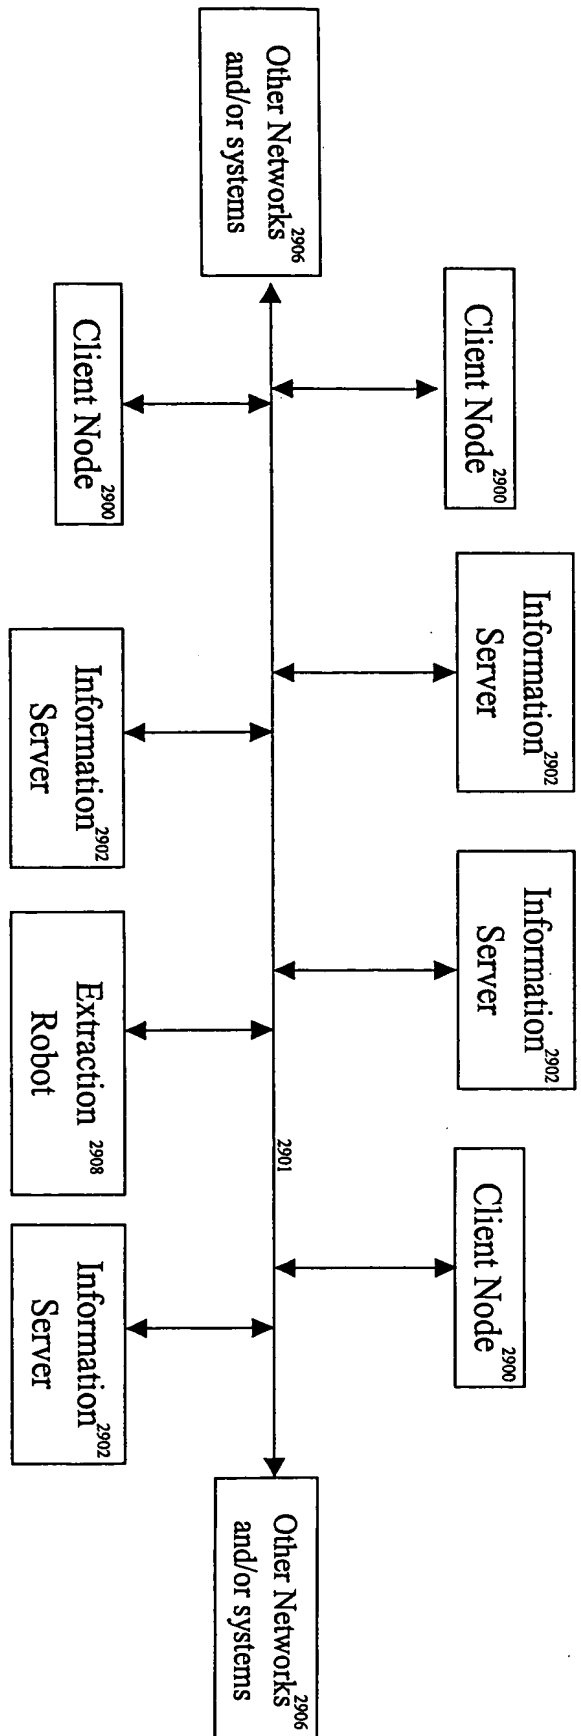 Client Node 2900
Information 2902
Server
Information 2902
Server
Client Node 2900
Other Networks 2906
and/or systems
2901
Other Networks 2906
and/or systems
Client Node 2900
Information 2902
Server
Extraction 2908
Robot
Information 2902
Server